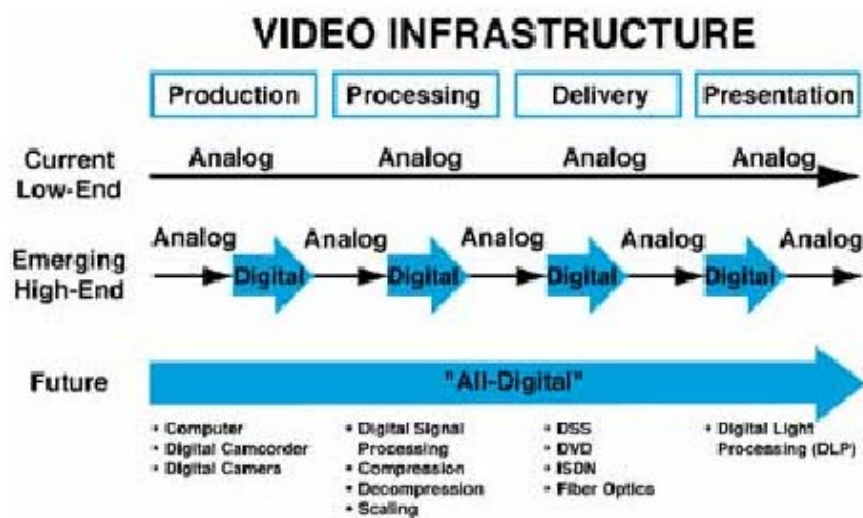 VIDEO INFRASTRUCTURE
Production Processing Delivery Presentation
Current
Low-End
Analog Analog Analog Analog
Emerging
High-End
Analog Analog Analog Analog Analog
Digital Digital Digital Digital
Future
"All-Digital"
• Computer
• Digital Camcorder
• Digital Camera
• Digital Signal
Processing
• Compression
• Decompression
• Scaling
• DSS
• DVD
• ISDN
• Fiber Optics
• Digital Light
Processing (DLP)